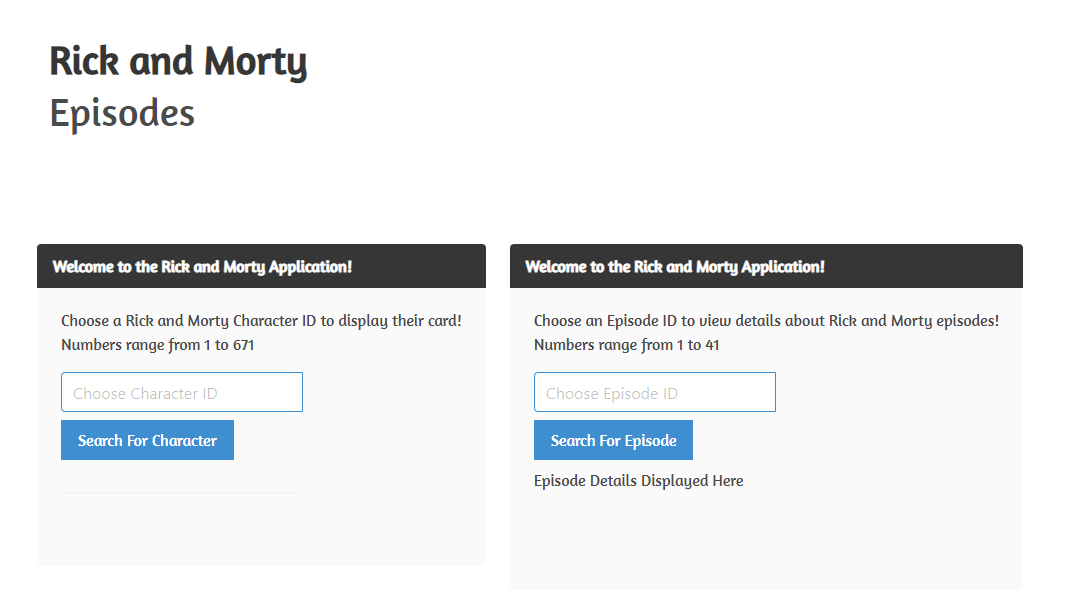 Rick and Morty
Episodes
Welcome to the Rick and Morty Application!
Choose a Rick and Morty Character ID to display their card!
Numbers range from 1 to 671
Choose Character ID
Search For Character
Welcome to the Rick and Morty Application!
Choose an Episode ID to view details about Rick and Morty episodes!
Numbers range from 1 to 41
Choose Episode ID
Search For Episode
Episode Details Displayed Here